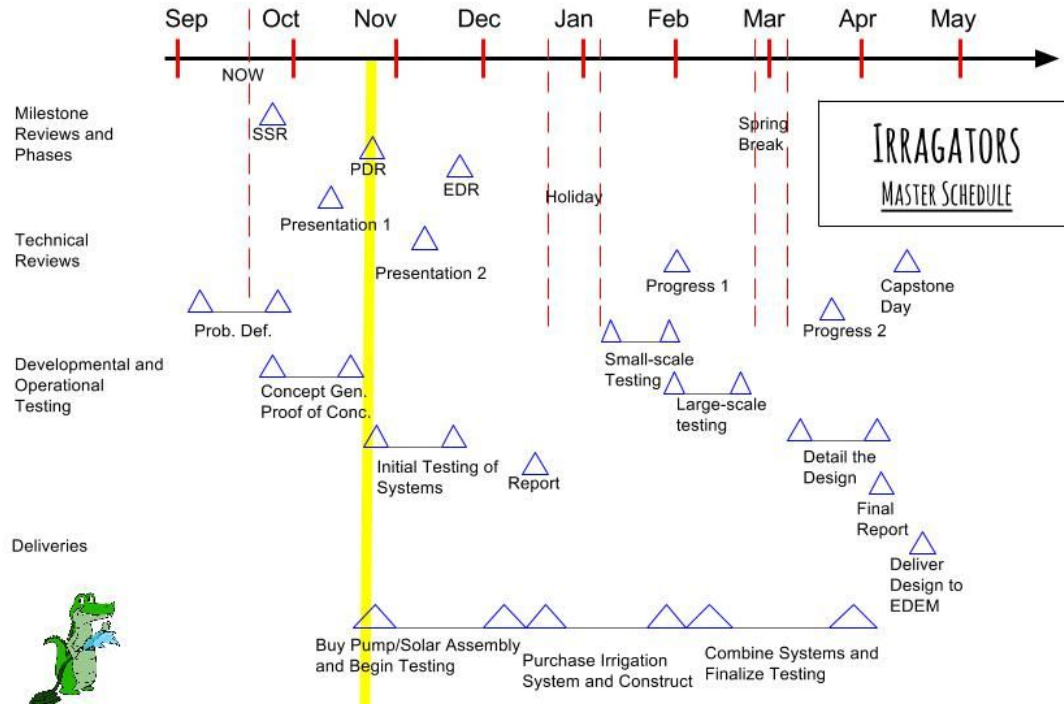 Sep Oct Nov Dec Jan Feb Mar Apr May
NOW
Milestone
Reviews and
Phases
SSR
PDR
EDR
Presentation 1
Spring
Break
Holiday
IRRAGATORS
MASTER SCHEDULE
Technical
Reviews
Presentation 2
Progress 1
Capstone
Day
Progress 2
Prob. Def.
Developmental and
Operational
Testing
Concept Gen.
Proof of Conc.
Small-scale
Testing
Large-scale
testing
Initial Testing of
Systems
Report
Detail the
Design
Final
Report
Deliveries
Deliver
Design to
EDEM
Buy Pump/Solar Assembly
and Begin Testing
Purchase Irrigation
System and Construct
Combine Systems and
Finalize Testing